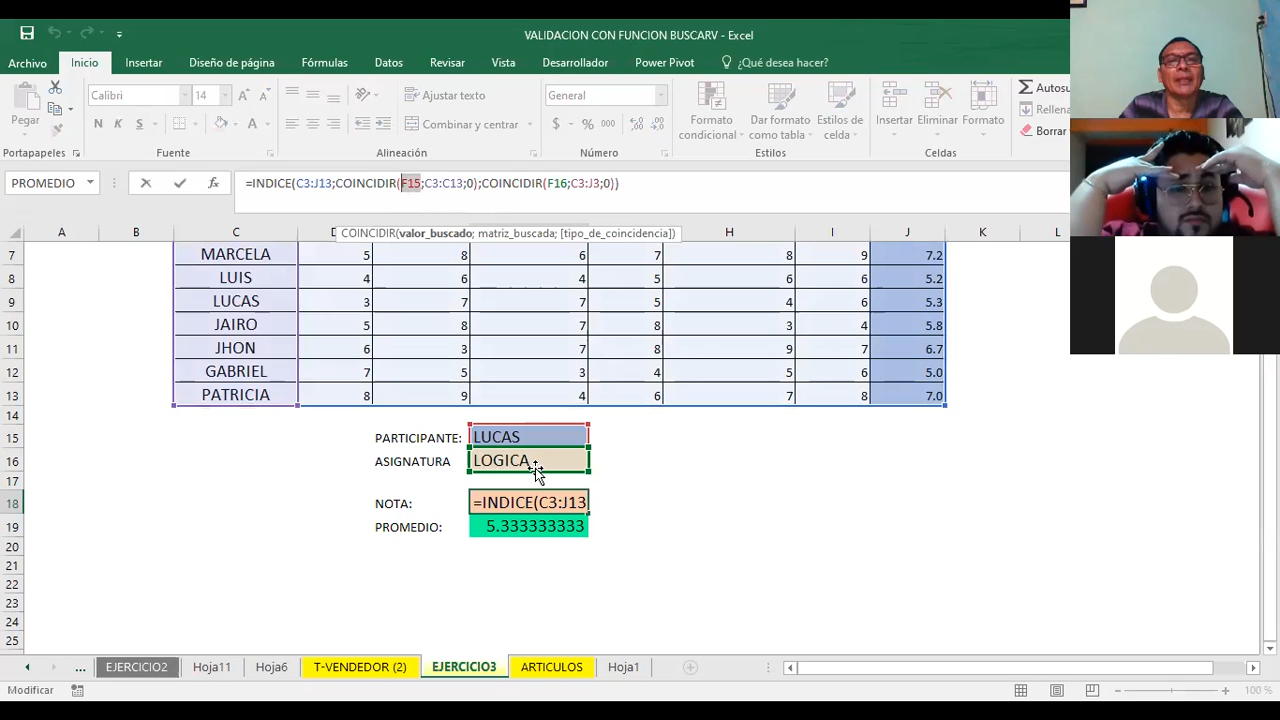 VALIDACION CON FUNCION BUSCARV - Excel
Archivo Inicio Insertar Diseño de página Fórmulas Datos Revisar Vista Desarrollador Power Pivot ¿Qué desea hacer?
Pegar
Calibri 14
N K S
Ajustar texto
Combinar y centrar
General
$ % 000
Formato condicional
Dar formato como tabla
Estilos de celda
Insertar Eliminar Formato
Autosu
Rellena
Borrar
Portapapeles Fuente Alineación Número Estilos Celdas
PROMEDIO fx =INDICE(C3:J13;COINCIDIR(F15;C3:C13;0);COINCIDIR(F16;C3:J3;0))
COINCIDIR(valor_buscado; matriz_buscada; [tipo_de_coincidencia])
A B C D H I J K L
7 MARCELA 5 8 6 7 8 9 7.2
8 LUIS 4 6 4 5 6 6 5.2
9 LUCAS 3 7 7 5 4 6 5.3
10 JAIRO 5 8 7 8 3 4 5.8
11 JHON 6 3 7 8 9 7 6.7
12 GABRIEL 7 5 3 4 5 6 5.0
13 PATRICIA 8 9 4 6 7 8 7.0
14
15 PARTICIPANTE: LUCAS
16 ASIGNATURA LOGICA
17
18 NOTA: =INDICE(C3:J13
19 PROMEDIO: 5.333333333
20
21
22
23
24
25
... EJERCICIO2 Hoja11 Hoja6 T-VENDEDOR (2) EJERCICIO3 ARTICULOS Hoja1
Modificar 100 %